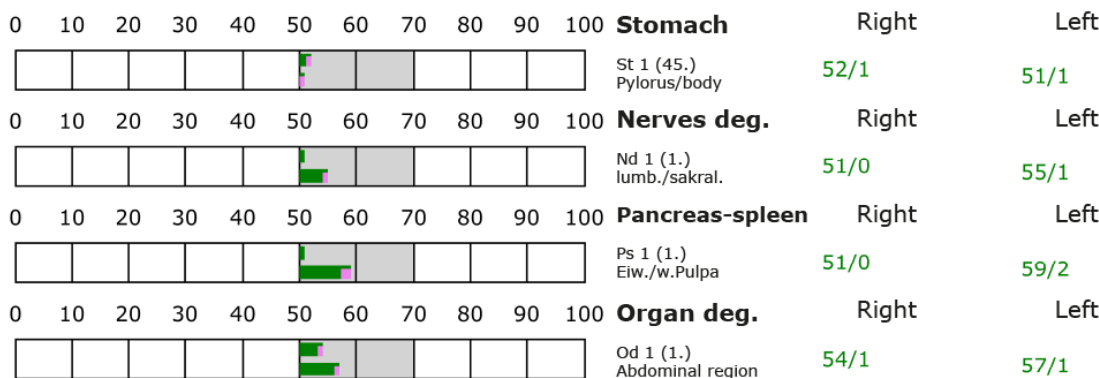 0 10 20 30 40 50 60 70 80 90 100 Stomach Right Left
St 1 (45.) 52/1 51/1
Pylorus/body
0 10 20 30 40 50 60 70 80 90 100 Nerves deg. Right Left
Nd 1 (1.) 51/0 55/1
lumb./sakral.
0 10 20 30 40 50 60 70 80 90 100 Pancreas-spleen Right Left
Ps 1 (1.) 51/0 59/2
Eiw./w.Pulpa
0 10 20 30 40 50 60 70 80 90 100 Organ deg. Right Left
Od 1 (1.) 54/1 57/1
Abdominal region